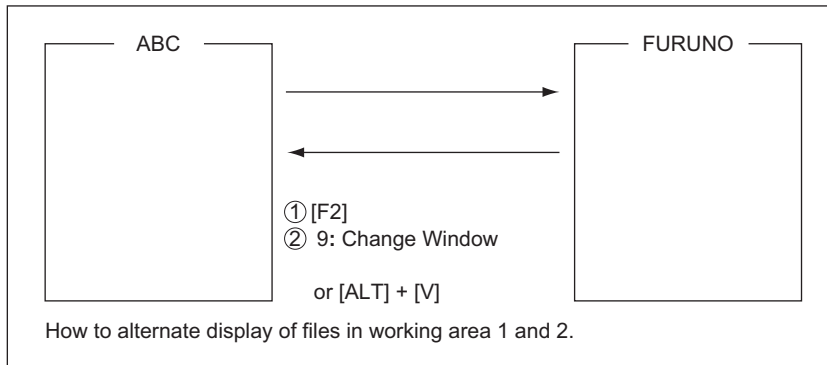 ABC
FURUNO
① [F2]
② 9: Change Window
or [ALT] + [V]
How to alternate display of files in working area 1 and 2.